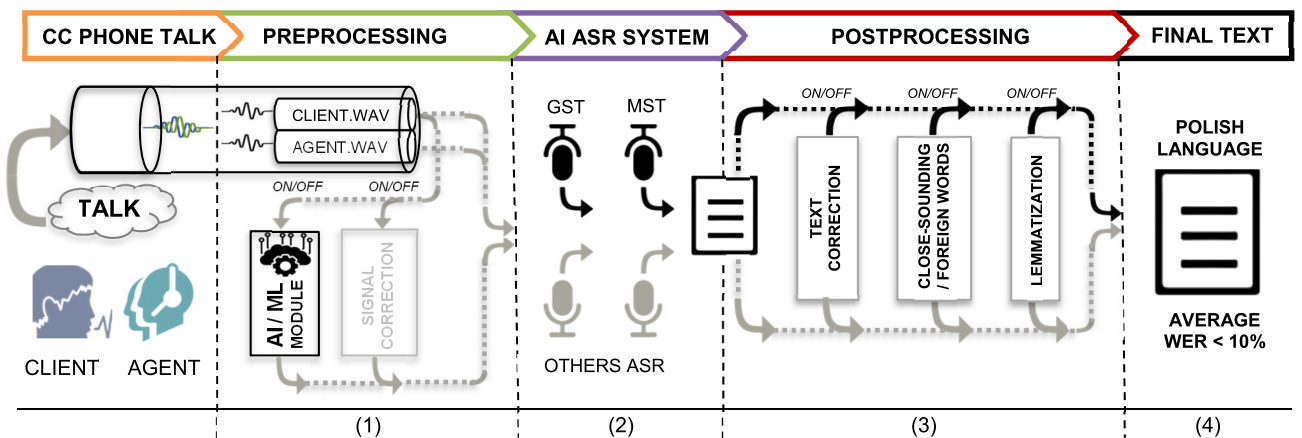 CC PHONE TALK
PREPROCESSING
AI ASR SYSTEM
POSTPROCESSING
FINAL TEXT
CLIENT.WAV
AGENT.WAV
TALK
CLIENT
AGENT
ON/OFF
ON/OFF
AI / ML
MODULE
SIGNAL
CORRECTION
GST
MST
OTHERS ASR
ON/OFF
ON/OFF
ON/OFF
TEXT
CORRECTION
CLOSE-SOUNDING
/ FOREIGN WORDS
LEMMATIZATION
POLISH
LANGUAGE
AVERAGE
WER < 10%
(1)
(2)
(3)
(4)